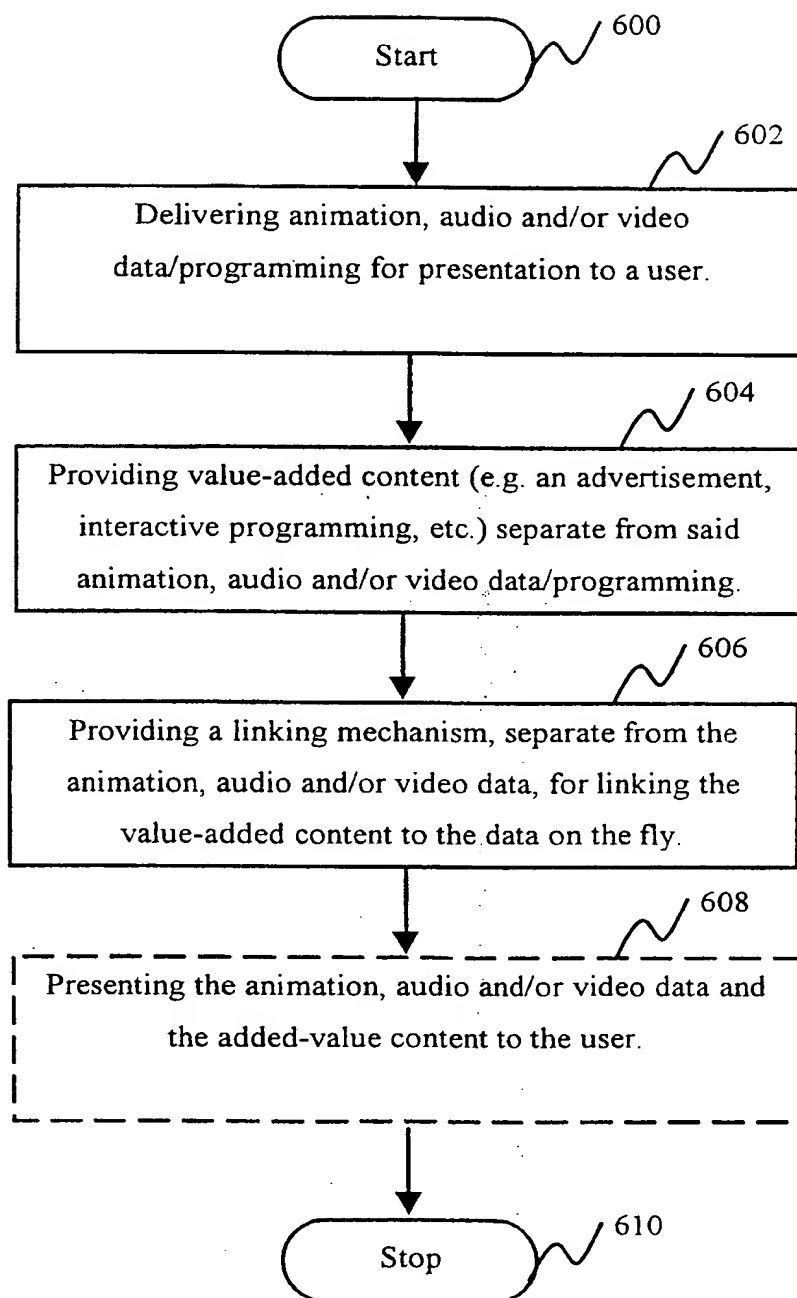 600
Start
602
Delivering animation, audio and/or video
data/programming for presentation to a user.
604
Providing value-added content (e.g. an advertisement,
interactive programming, etc.) separate from said
animation, audio and/or video data/programming.
606
Providing a linking mechanism, separate from the
animation, audio and/or video data, for linking the
value-added content to the data on the fly.
608
Presenting the animation, audio and/or video data and
the added-value content to the user.
610
Stop